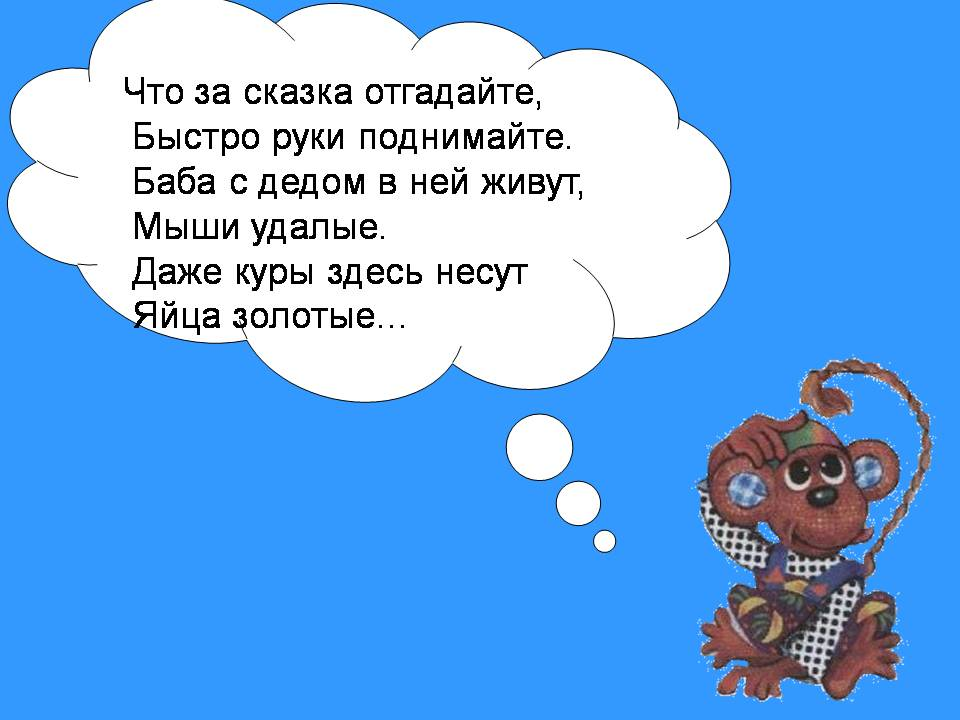 Что за сказка отгадайте,
Быстро руки поднимайте.
Баба с дедом в ней живут,
Мыши удалые.
Даже куры здесь несут
Яйца золотые...